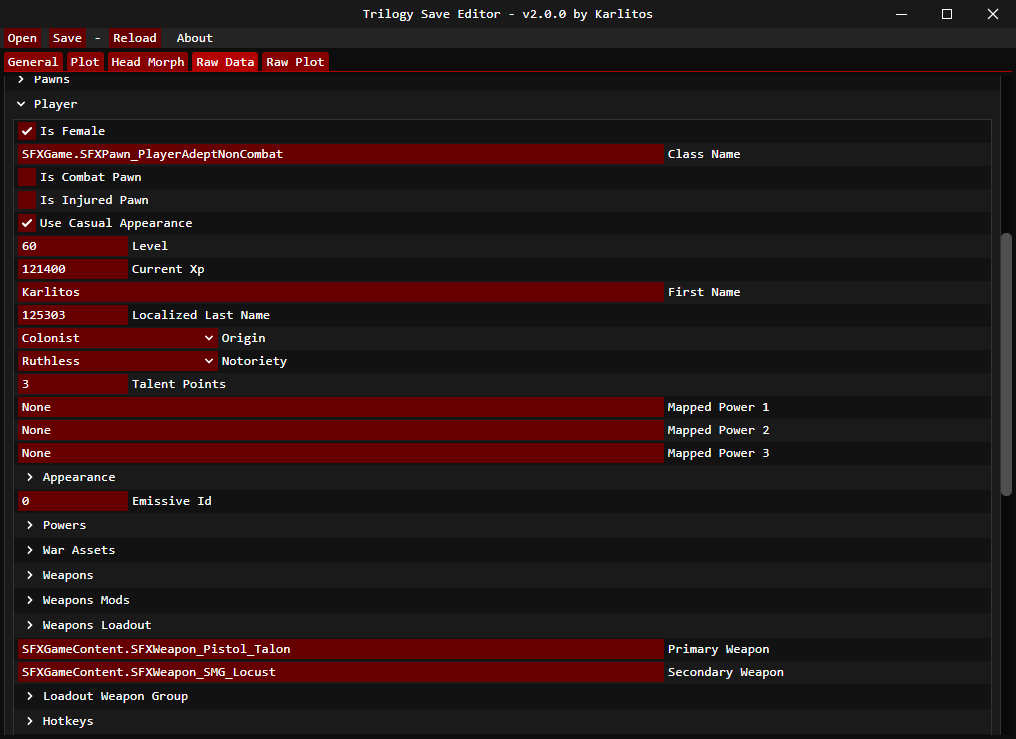 Trilogy Save Editor - v2.0.0 by Karlitos
Open Save - Reload About
General Plot Head Morph Raw Data Raw Plot
Pawns
Player
Is Female
SFXGame.SFXPawn_PlayerAdeptNonCombat Class Name
Is Combat Pawn
Is Injured Pawn
Use Casual Appearance
60 Level
121400 Current Xp
Karlitos First Name
125303 Localized Last Name
Colonist Origin
Ruthless Notoriety
3 Talent Points
None Mapped Power 1
None Mapped Power 2
None Mapped Power 3
Appearance
0 Emissive Id
Powers
War Assets
Weapons
Weapons Mods
Weapons Loadout
SFXGameContent.SFXWeapon_Pistol_Talon Primary Weapon
SFXGameContent.SFXWeapon_SMG_Locust Secondary Weapon
Loadout Weapon Group
Hotkeys